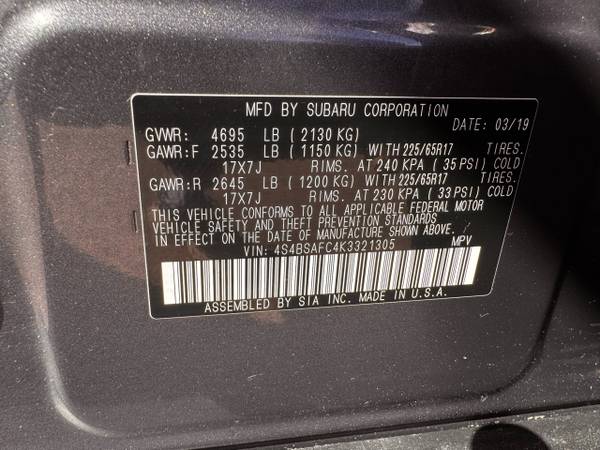 MFD BY SUBARU CORPORATION
DATE: 03/19
GVWR: 4695 LB ( 2130 KG)
GAWR:F 2535 LB ( 1150 KG) WITH 225/65R17 TIRES.
17X7J RIMS. AT 240 KPA ( 35 PSI) COLD
GAWR:R 2645 LB ( 1200 KG) WITH 225/65R17 TIRES.
17X7J RIMS. AT 230 KPA ( 33 PSI) COLD
THIS VEHICLE CONFORMS TO ALL APPLICABLE FEDERAL MOTOR
VEHICLE SAFETY AND THEFT PREVENTION STANDARDS
IN EFFECT ON THE DATE OF MANUFACTURE SHOWN ABOVE.
VIN: 4S4BSAFC4K3321305 MPV
ASSEMBLED BY SIA INC. MADE IN U.S.A.